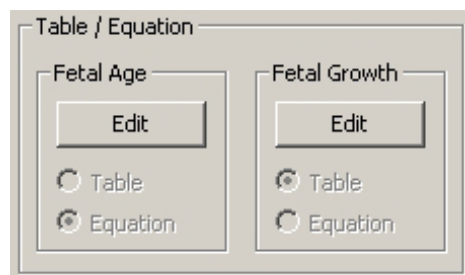 Table / Equation
Fetal Age
Edit
Table
Equation
Fetal Growth
Edit
Table
Equation